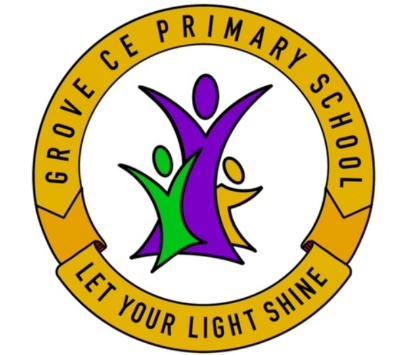 GROVE CE PRIMARY SCHOOL
LET YOUR LIGHT SHINE